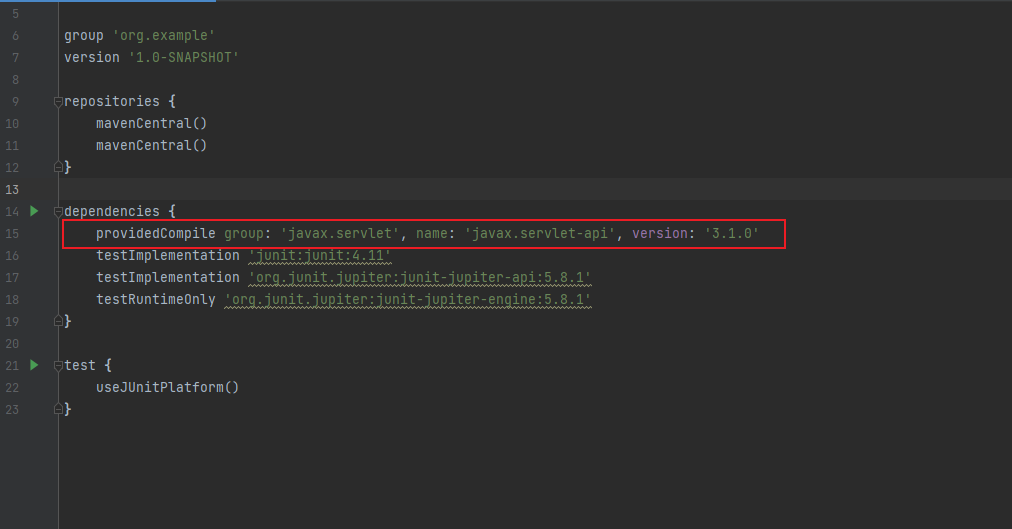 5
6 group 'org.example'
7 version '1.0-SNAPSHOT'
8
9 repositories {
10 mavenCentral()
11 mavenCentral()
12 }
13
14 dependencies {
15 providedCompile group: 'javax.servlet', name: 'javax.servlet-api', version: '3.1.0'
16 testImplementation 'junit:junit:4.11'
17 testImplementation 'org.junit.jupiter:junit-jupiter-api:5.8.1'
18 testRuntimeOnly 'org.junit.jupiter:junit-jupiter-engine:5.8.1'
19 }
20
21 test {
22 useJUnitPlatform()
23 }